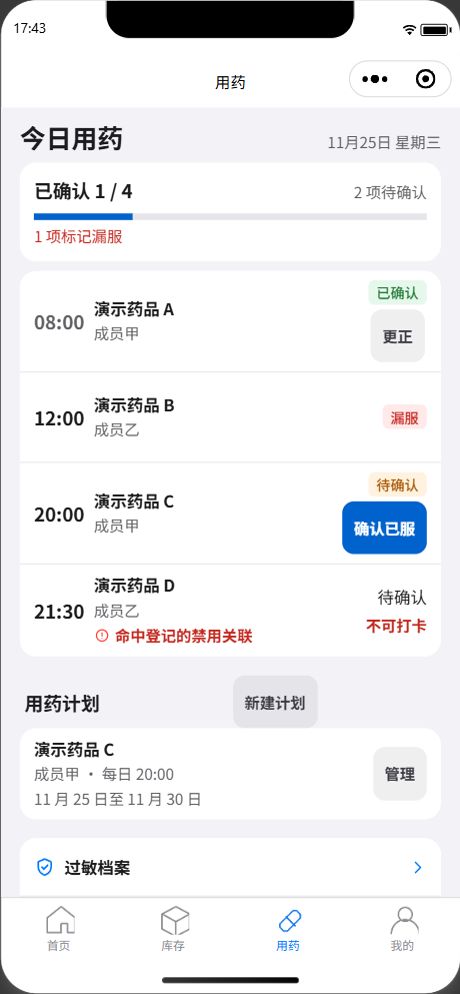 17:43
用药
今日用药
11月25日 星期三
已确认 1 / 4
2 项待确认
1 项标记漏服
已确认
08:00
演示药品 A
成员甲
更正
12:00
演示药品 B
成员乙
漏服
待确认
20:00
演示药品 C
成员甲
确认已服
21:30
演示药品 D
成员乙
命中登记的禁用关联
待确认
不可打卡
用药计划
新建计划
演示药品 C
成员甲 · 每日 20:00
11 月 25 日至 11 月 30 日
管理
过敏档案
首页
库存
用药
我的